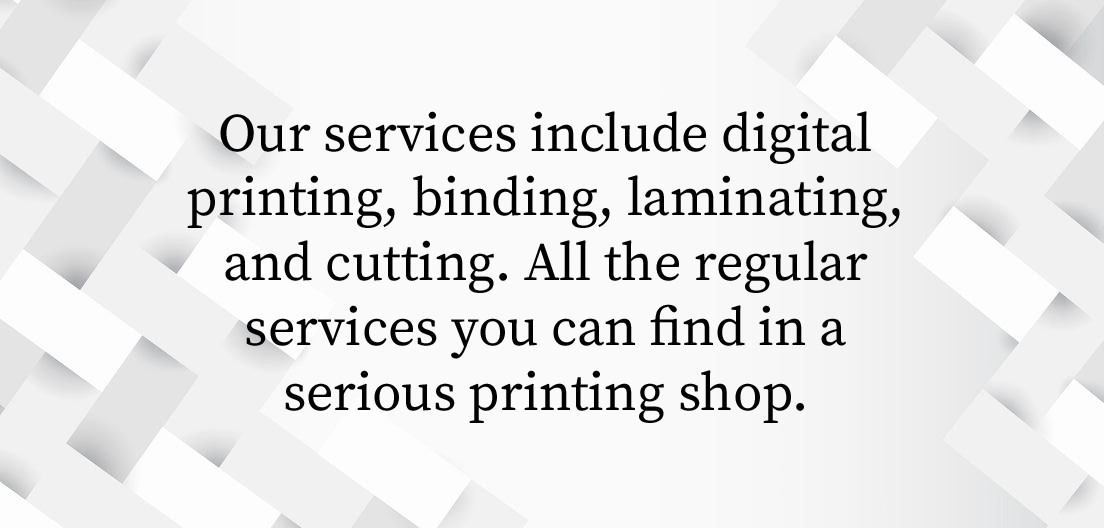 Our services include digital
printing, binding, laminating,
and cutting. All the regular
services you can find in a
serious printing shop.